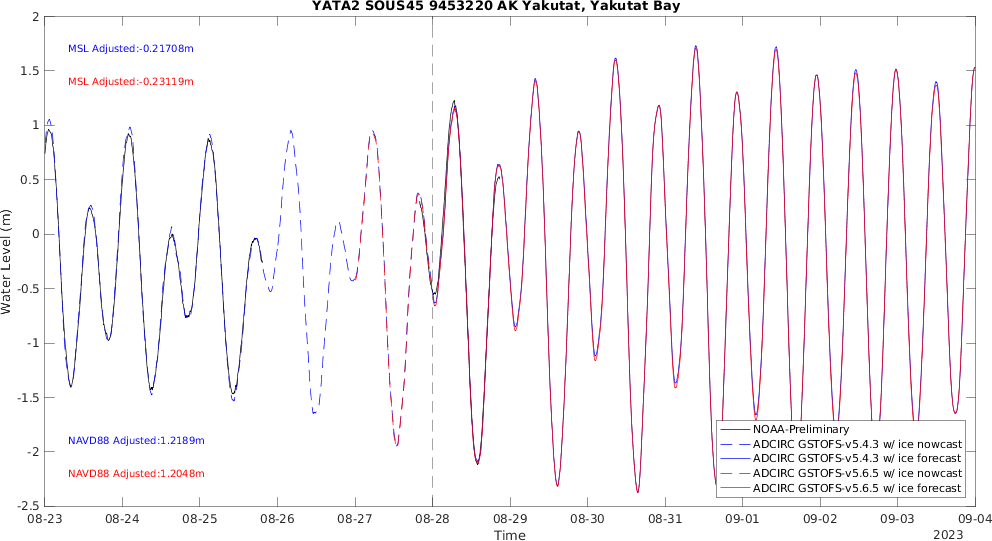 YATA2 SOUS45 9453220 AK Yakutat, Yakutat Bay
MSL Adjusted:-0.21708m
MSL Adjusted:-0.23119m
NAVD88 Adjusted:1.2189m
NAVD88 Adjusted:1.2048m
Water Level (m)
2
1.5
1
0.5
0
-0.5
-1
-1.5
-2
-2.5
NOAA-Preliminary
ADCIRC GSTOFS-v5.4.3 w/ ice nowcast
ADCIRC GSTOFS-v5.4.3 w/ ice forecast
ADCIRC GSTOFS-v5.6.5 w/ ice nowcast
ADCIRC GSTOFS-v5.6.5 w/ ice forecast
08-23 08-24 08-25 08-26 08-27 08-28 08-29 08-30 08-31 09-01 09-02 09-03 09-04
Time
2023